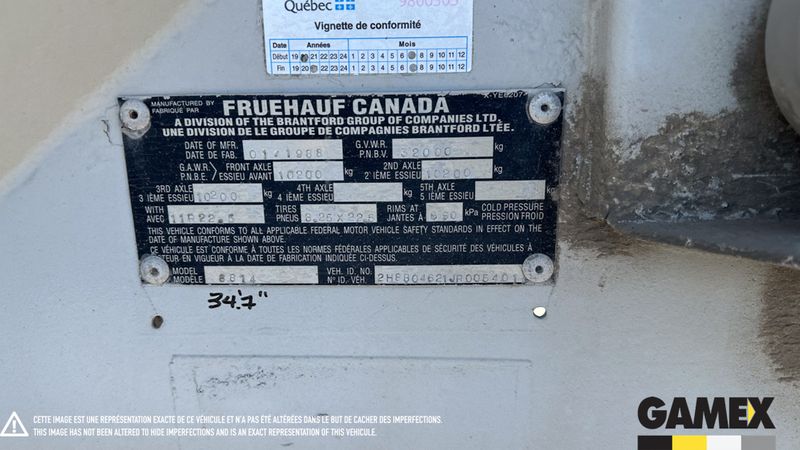 Québec 9800505
Vignette de conformité
Date Années Mois
Début 19 21 22 23 24 1 2 3 4 5 6 8 9 10 11 12
Fin 19 20 22 23 24 1 2 3 4 5 6 8 9 10 11 12
MANUFACTURED BY
FABRIQUÉ PAR
FRUEHAUF CANADA
A DIVISION OF THE BRANTFORD GROUP OF COMPANIES LTD.
UNE DIVISION DE LE GROUPE DE COMPAGNIES BRANTFORD LTÉE.
DATE OF MFR.
DATE DE FAB. 01/1988
G.V.W.R.
P.N.B.V. 32000 kg
G.A.W.R/ FRONT AXLE
P.N.B.E./ ESSIEU AVANT 10200 kg
2ND AXLE
2' IÈME ESSIEU 10200 kg
3RD AXLE
3 IÈME ESSIEU 10200 kg
4TH AXLE
4 IÈME ESSIEU kg
5TH AXLE
5 IÈME ESSIEU kg
WITH
AVEC 11R22.5
TIRES
PNEUS 8.25X22.5
RIMS AT
JANTES À kPa
COLD PRESSURE
PRESSION FROID
THIS VEHICLE CONFORMS TO ALL APPLICABLE FEDERAL MOTOR VEHICLE SAFETY STANDARDS IN EFFECT ON THE
DATE OF MANUFACTURE SHOWN ABOVE.
CE VÉHICULE EST CONFORME À TOUTES LES NORMES FÉDÉRALES APPLICABLES DE SÉCURITÉ DES VÉHICULES À
MOTEUR EN VIGUEUR À LA DATE DE FABRICATION INDIQUÉE CI-DESSUS.
MODEL
MODÈLE
VEH. ID. NO.
N° ID. VÉH.
34'7"
CETTE IMAGE EST UNE REPRÉSENTATION EXACTE DE CE VÉHICULE ET N'A PAS ÉTÉ ALTÉRÉES DANS LE BUT DE CACHER DES IMPERFECTIONS.
THIS IMAGE HAS NOT BEEN ALTERED TO HIDE IMPERFECTIONS AND IS AN EXACT REPRESENTATION OF THIS VEHICLE.
GAMEX